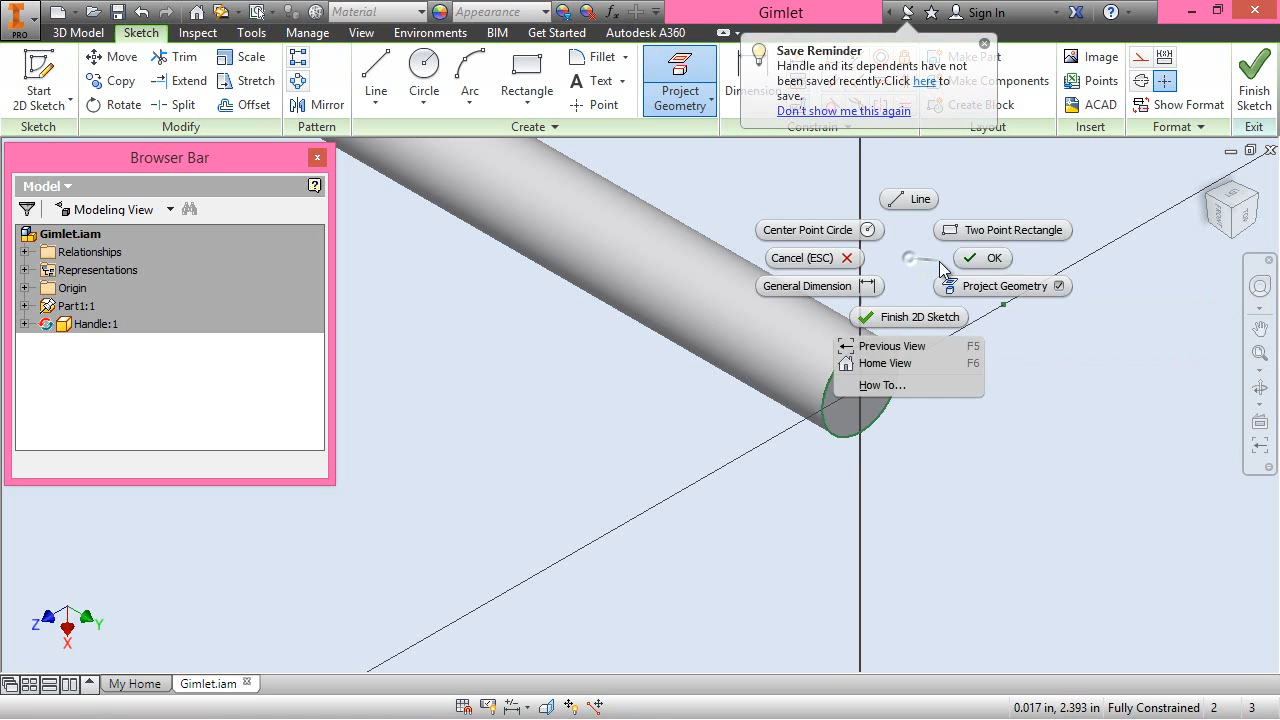 PRO
Material
Appearance
Gimlet
Sign In
3D Model
Sketch
Inspect
Tools
Manage
View
Environments
BIM
Get Started
Autodesk A360
Start
2D Sketch
Move
Copy
Rotate
Trim
Extend
Split
Scale
Stretch
Offset
Mirror
Line
Circle
Arc
Rectangle
Fillet
Text
Point
Project
Geometry
Dimension
Make Part
Make Components
Create Block
Image
Points
ACAD
Show Format
Finish
Sketch
Sketch
Modify
Pattern
Create
Constrain
Layout
Insert
Format
Exit
Save Reminder
Handle and its dependents have not
been saved recently.Click here to
save.
Don't show me this again
Browser Bar
Model
Modeling View
Gimlet.iam
Relationships
Representations
Origin
Part1:1
Handle:1
Line
Center Point Circle
Two Point Rectangle
Cancel (ESC)
OK
General Dimension
Project Geometry
Finish 2D Sketch
Previous View F5
Home View F6
How To...
FRONT
Z
Y
X
My Home
Gimlet.iam
0.017 in, 2.393 in Fully Constrained 2 3